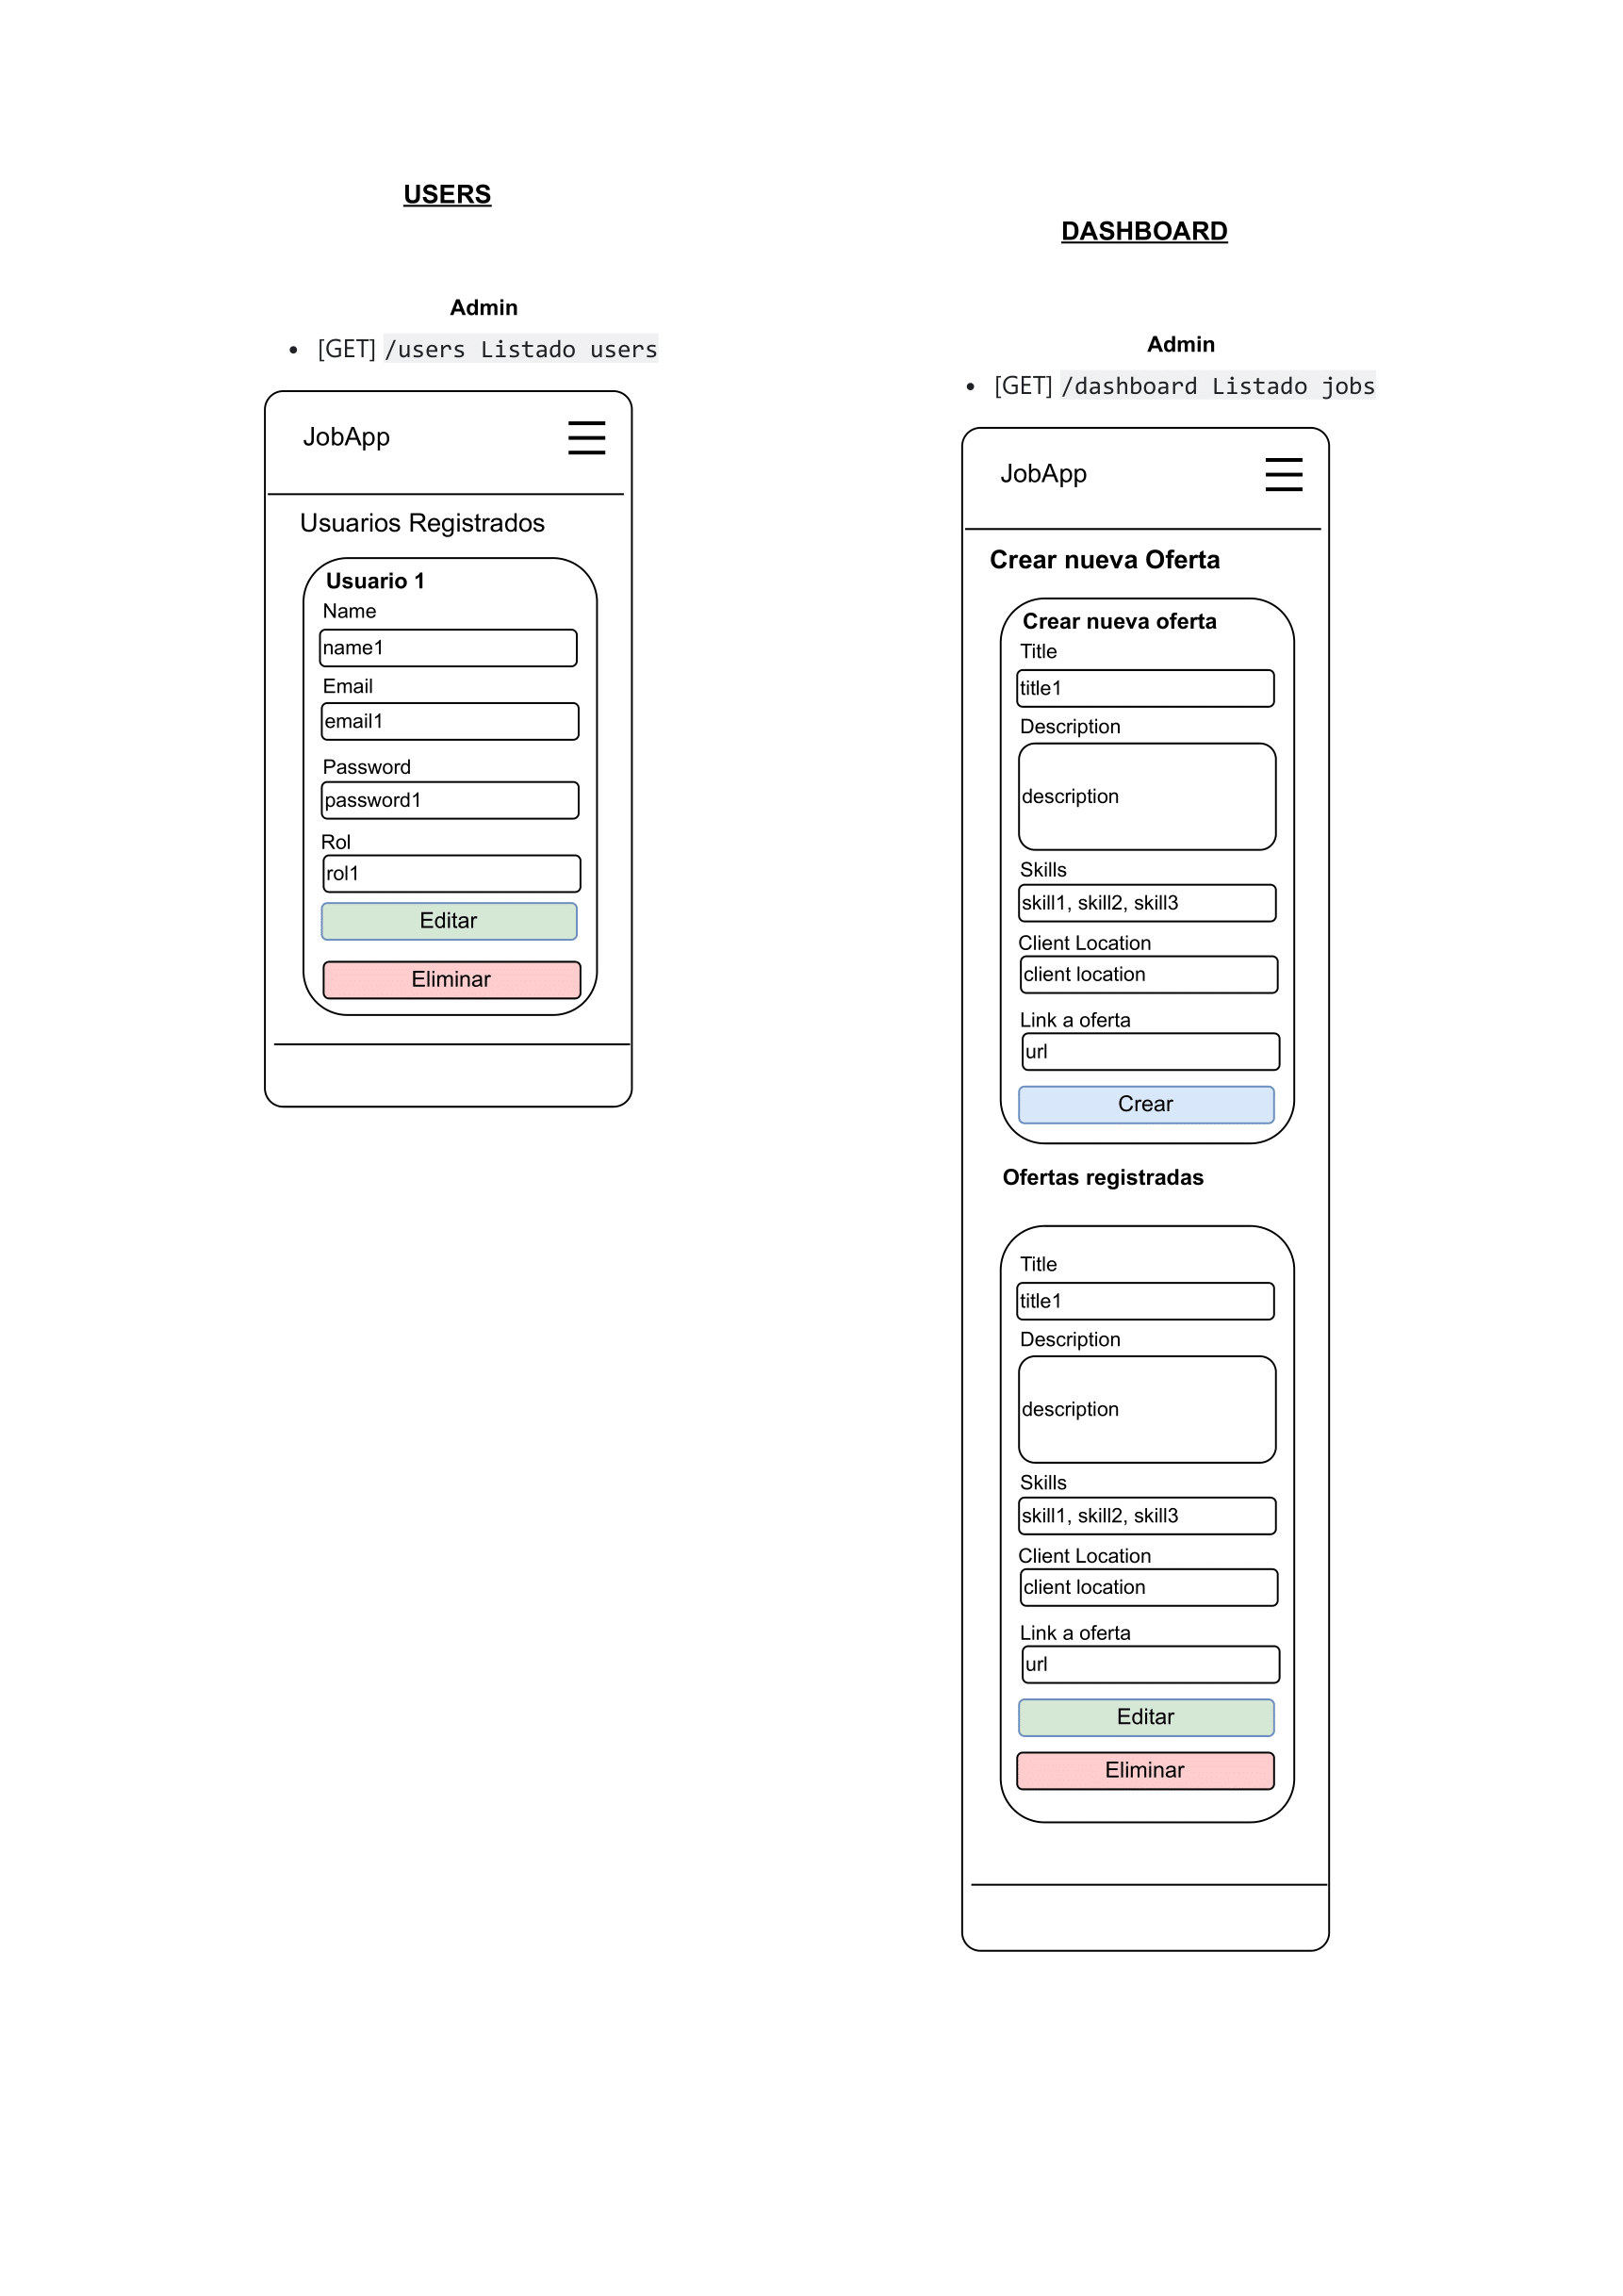 USERS
Admin
• [GET] /users Listado users
JobApp
Usuarios Registrados
Usuario 1
Name
name1
Email
email1
Password
password1
Rol
rol1
Editar
Eliminar
DASHBOARD
Admin
• [GET] /dashboard Listado jobs
JobApp
Crear nueva Oferta
Crear nueva oferta
Title
title1
Description
description
Skills
skill1, skill2, skill3
Client Location
client location
Link a oferta
url
Crear
Ofertas registradas
Title
title1
Description
description
Skills
skill1, skill2, skill3
Client Location
client location
Link a oferta
url
Editar
Eliminar